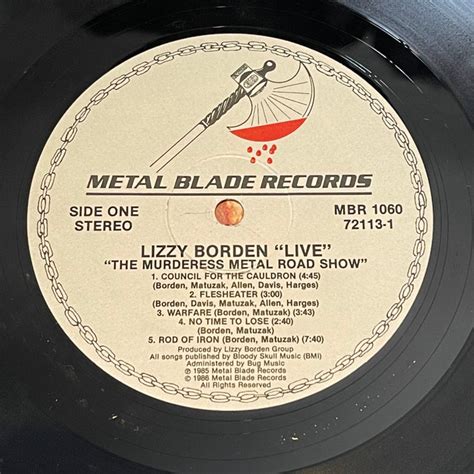 METAL BLADE RECORDS
SIDE ONE
STEREO
MBR 1060
72113-1
LIZZY BORDEN "LIVE"
"THE MURDERESS METAL ROAD SHOW"
1. COUNCIL FOR THE CAULDRON (4:45)
(Borden, Matuzak, Allen, Davis, Harges)
2. FLESHEATER (3:00)
(Borden, Matuzak, Allen, Davis, Harges)
3. WARFARE (Borden, Matuzak) (3:00)
4. NO TIME TO LOSE (2:40)
(Borden, Matuzak)
5. ROD OF IRON (Borden, Matuzak) (7:40)
Produced by Lizzy Borden Group
All songs published by Bloody Skull Music (BMI)
Administered by Bug Music
℗ 1985 Metal Blade Records
© 1986 Metal Blade Records
All Rights Reserved